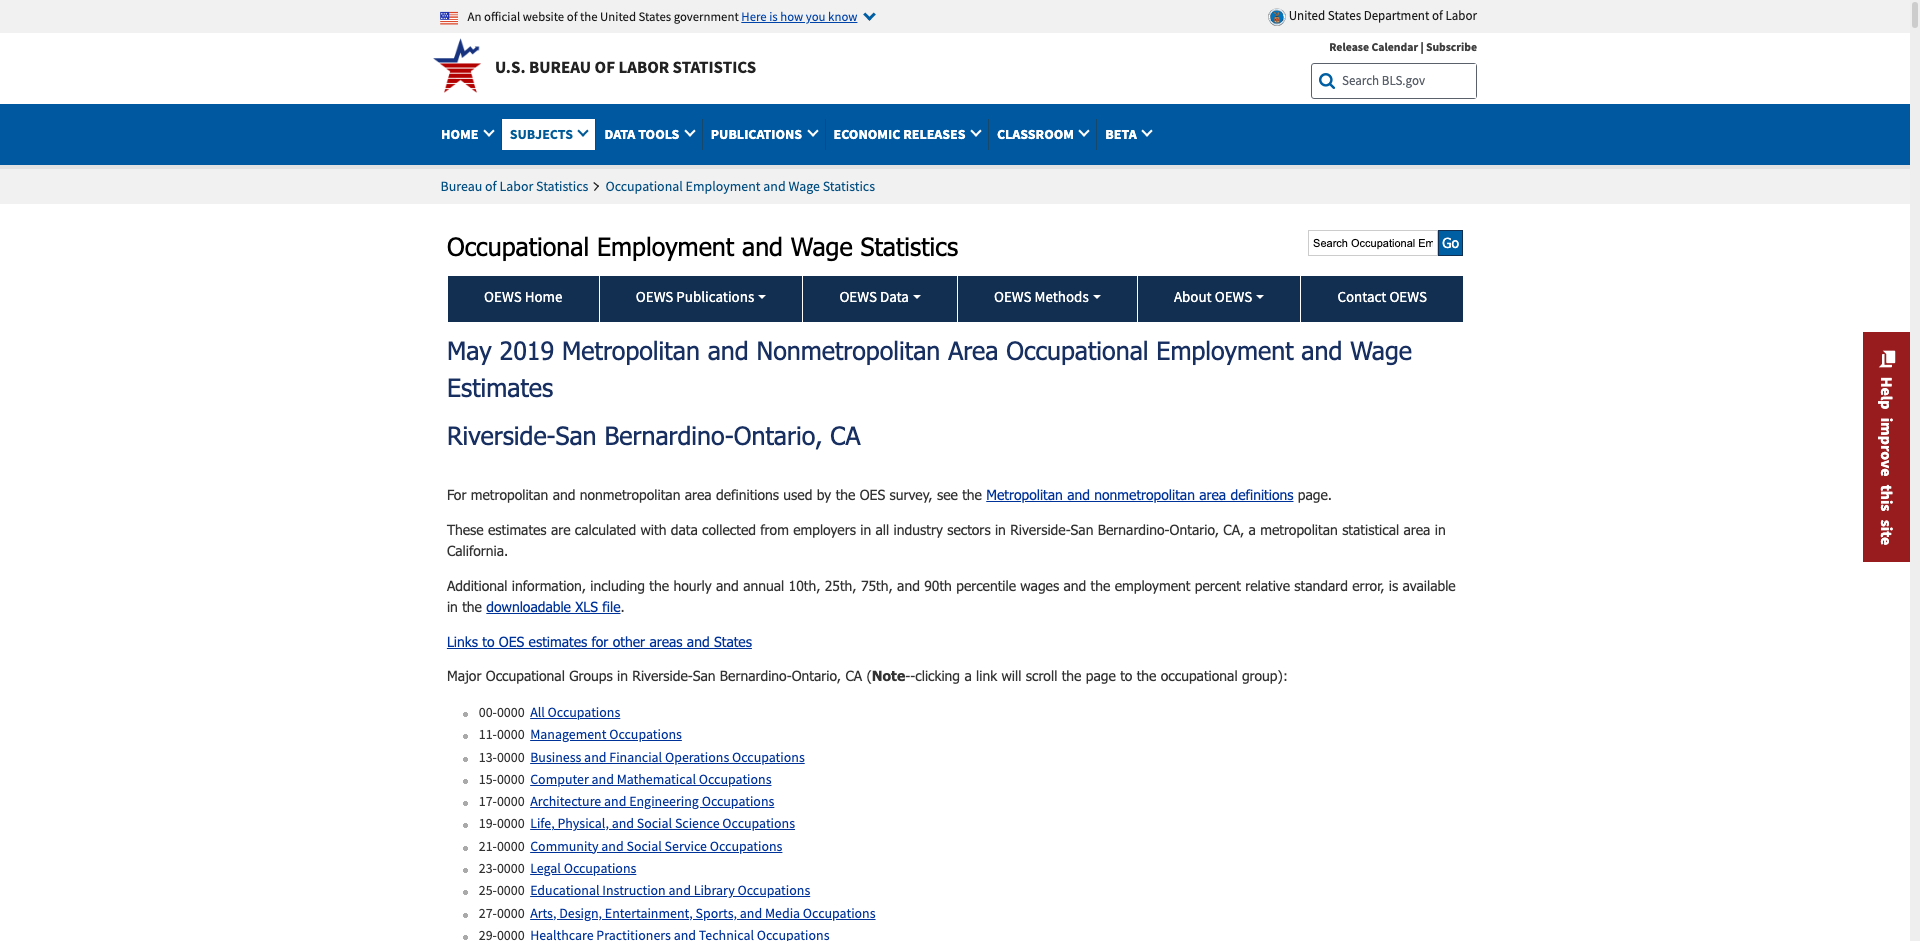 An official website of the United States government Here is how you know
United States Department of Labor
Release Calendar | Subscribe
U.S. BUREAU OF LABOR STATISTICS
Search BLS.gov
HOME SUBJECTS DATA TOOLS PUBLICATIONS ECONOMIC RELEASES CLASSROOM BETA
Bureau of Labor Statistics > Occupational Employment and Wage Statistics
Occupational Employment and Wage Statistics
Search Occupational Em Go
OEWS Home OEWS Publications OEWS Data OEWS Methods About OEWS Contact OEWS
May 2019 Metropolitan and Nonmetropolitan Area Occupational Employment and Wage
Estimates
Riverside-San Bernardino-Ontario, CA
For metropolitan and nonmetropolitan area definitions used by the OES survey, see the Metropolitan and nonmetropolitan area definitions page.
These estimates are calculated with data collected from employers in all industry sectors in Riverside-San Bernardino-Ontario, CA, a metropolitan statistical area in
California.
Additional information, including the hourly and annual 10th, 25th, 75th, and 90th percentile wages and the employment percent relative standard error, is available
in the downloadable XLS file.
Links to OES estimates for other areas and States
Major Occupational Groups in Riverside-San Bernardino-Ontario, CA (Note--clicking a link will scroll the page to the occupational group):
00-0000 All Occupations
11-0000 Management Occupations
13-0000 Business and Financial Operations Occupations
15-0000 Computer and Mathematical Occupations
17-0000 Architecture and Engineering Occupations
19-0000 Life, Physical, and Social Science Occupations
21-0000 Community and Social Service Occupations
23-0000 Legal Occupations
25-0000 Educational Instruction and Library Occupations
27-0000 Arts, Design, Entertainment, Sports, and Media Occupations
29-0000 Healthcare Practitioners and Technical Occupations
Help improve this site